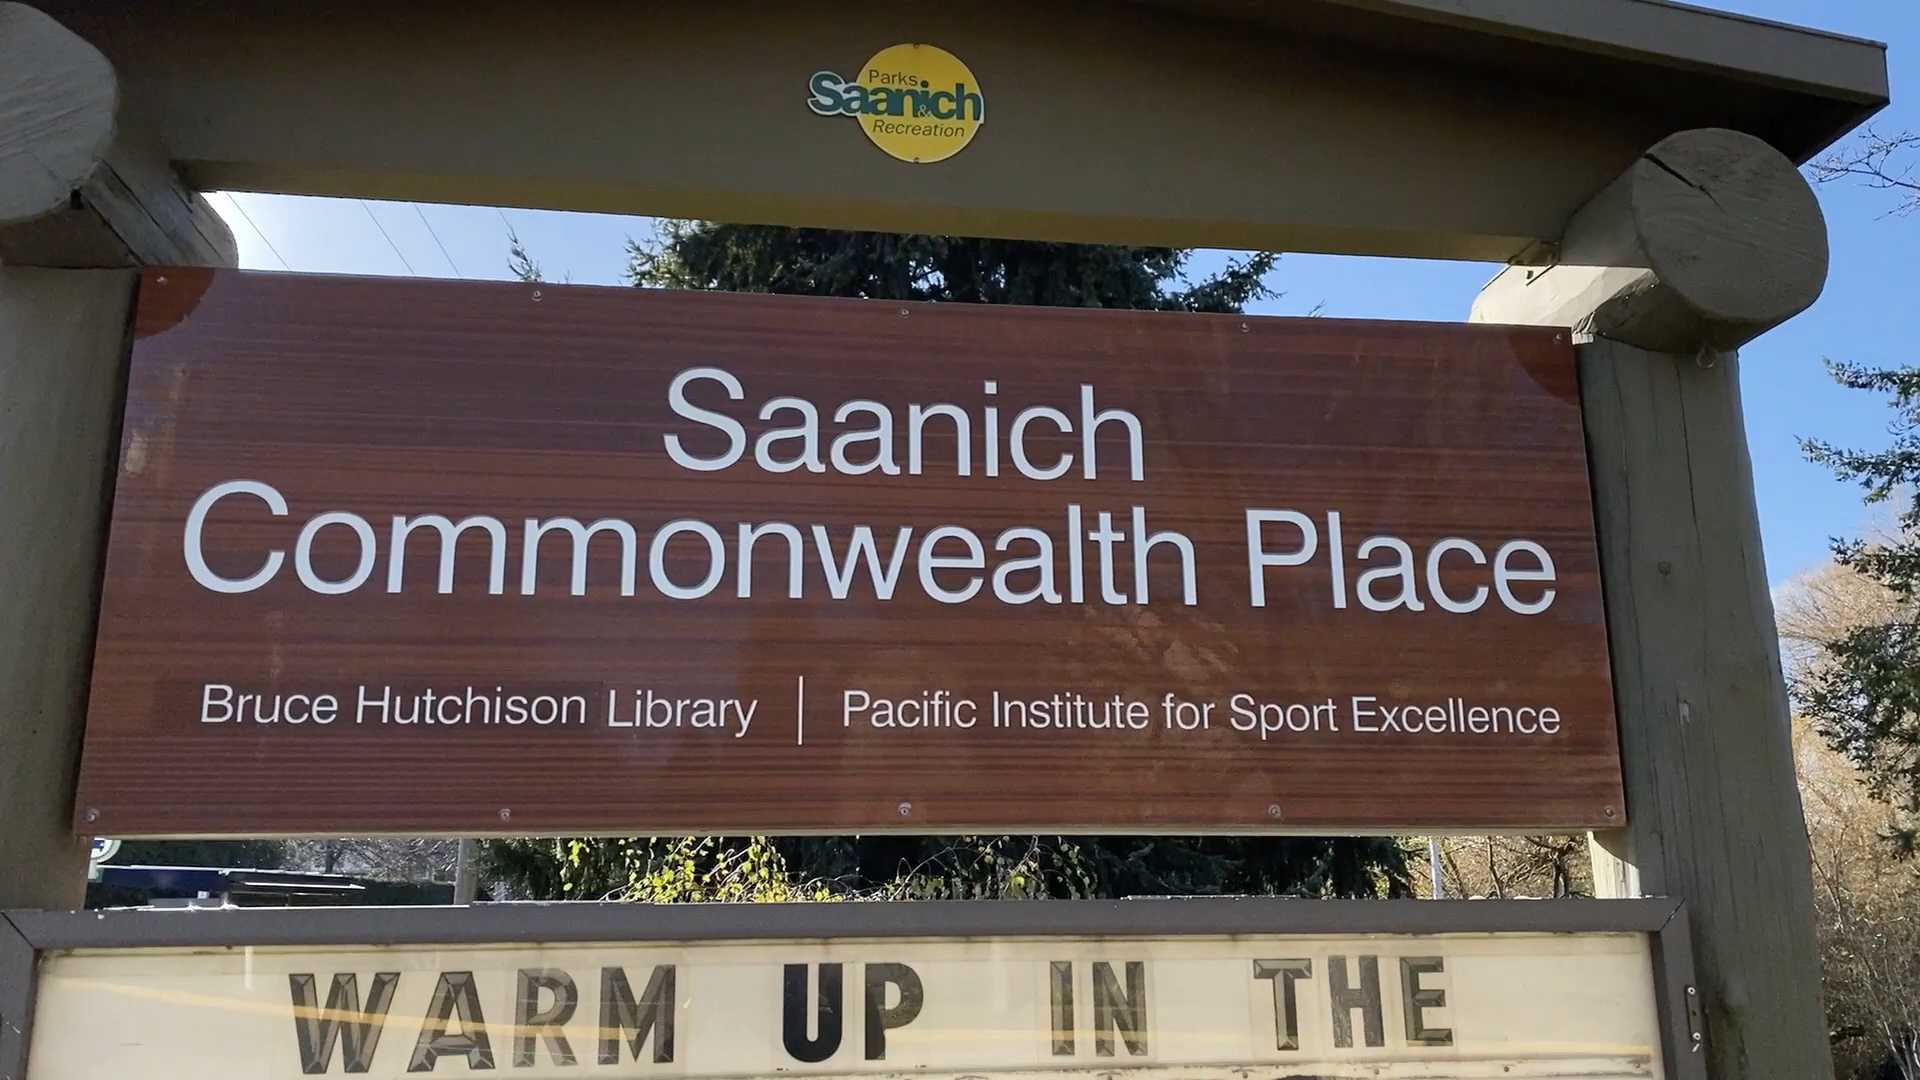 Parks
Saanich
&
Recreation
Saanich
Commonwealth Place
Bruce Hutchison Library | Pacific Institute for Sport Excellence
WARM UP IN THE